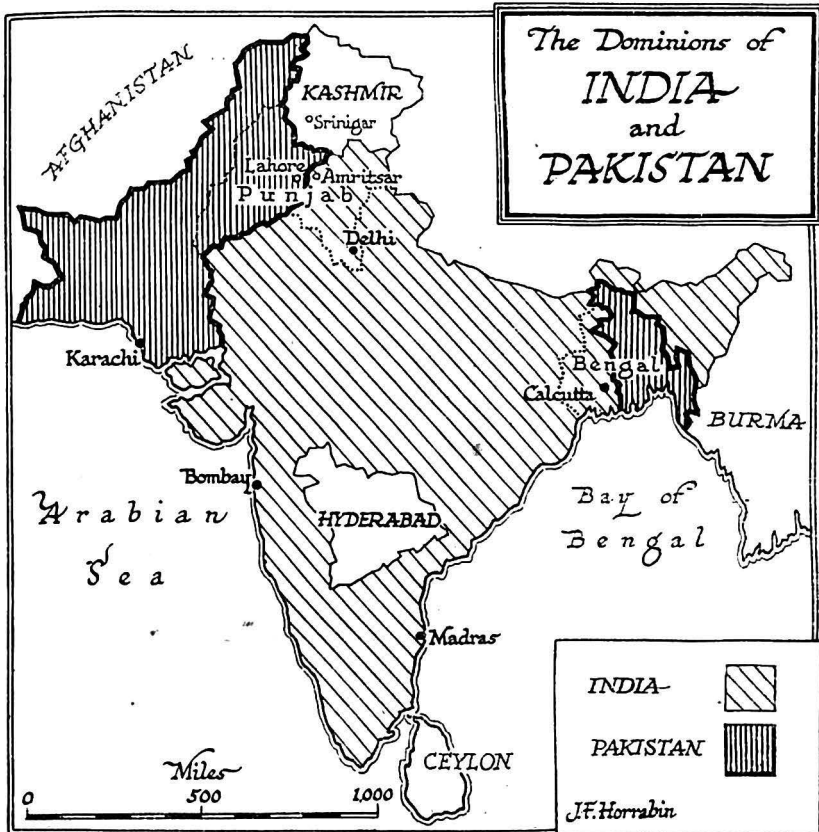 The Dominions of
INDIA
and
PAKISTAN
AFGHANISTAN
KASHMIR
Srinigar
Lahore
Amritsar
Punjab
Delhi
Karachi
Bengal
Calcutta
BURMA
Bombay
HYDERABAD
Arabian
Sea
Bay of
Bengal
Madras
CEYLON
INDIA
PAKISTAN
J.F. Horrabin
Miles
0 500 1,000